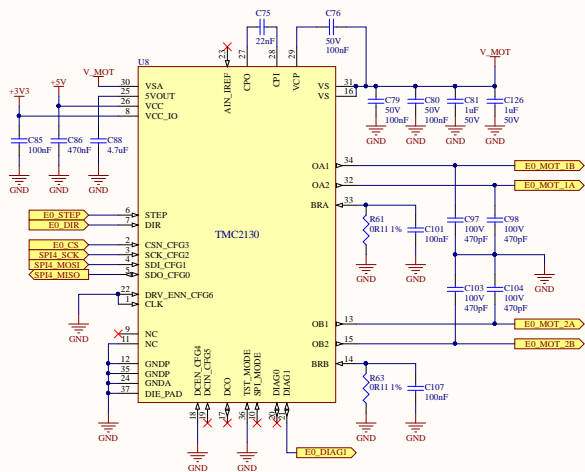 C75
22nF
C76
50V
100nF
U8
27
28
29
23
CPO
CPI
VCP
AIN_IREF
V_MOT
+5V
+3V3
V_MOT
30
VSA
25
5VOUT
26
VCC
8
VCC_IO
VS
31
VS
16
C85
100nF
C86
470nF
C88
4.7uF
GND
GND
GND
C79
50V
100nF
C80
50V
100nF
C81
1uF
50V
C126
1uF
50V
GND
GND
GND
GND
OA1
34
E0_MOT_1B
OA2
32
E0_MOT_1A
BRA
33
E0_STEP
6
STEP
E0_DIR
7
DIR
TMC2130
R61
0R11 1%
C101
100nF
C97
100V
470pF
C98
100V
470pF
E0_CS
2
CSN_CFG3
SPI4_SCK
3
SCK_CFG2
SPI4_MOSI
4
SDI_CFG1
SPI4_MISO
5
SDO_CFG0
GND
GND
22
DRV_ENN_CFG6
1
CLK
C103
100V
470pF
C104
100V
470pF
GND
9
NC
11
NC
OB1
13
E0_MOT_2A
OB2
15
E0_MOT_2B
12
GNDP
35
GNDP
24
GNDA
37
DIE_PAD
BRB
14
R63
0R11 1%
C107
100nF
DCEN_CFG4
DCIN_CFG5
DCO
TST_MODE
SPI_MODE
DIAG0
DIAG1
18
19
17
36
10
20
21
GND
GND
GND
GND
E0_DIAG1